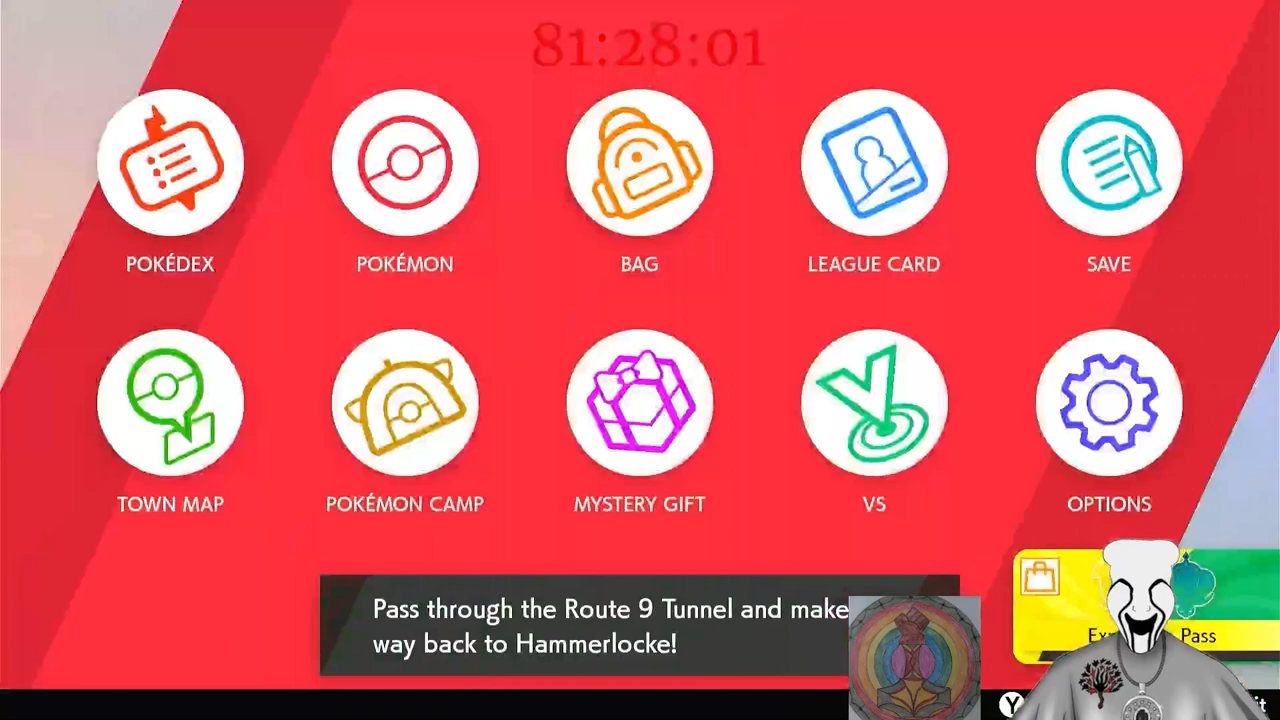 81:28:01
POKÉDEX
POKÉMON
BAG
LEAGUE CARD
SAVE
TOWN MAP
POKÉMON CAMP
MYSTERY GIFT
VS
OPTIONS
Pass through the Route 9 Tunnel and make
way back to Hammerlocke!
Pass
Y